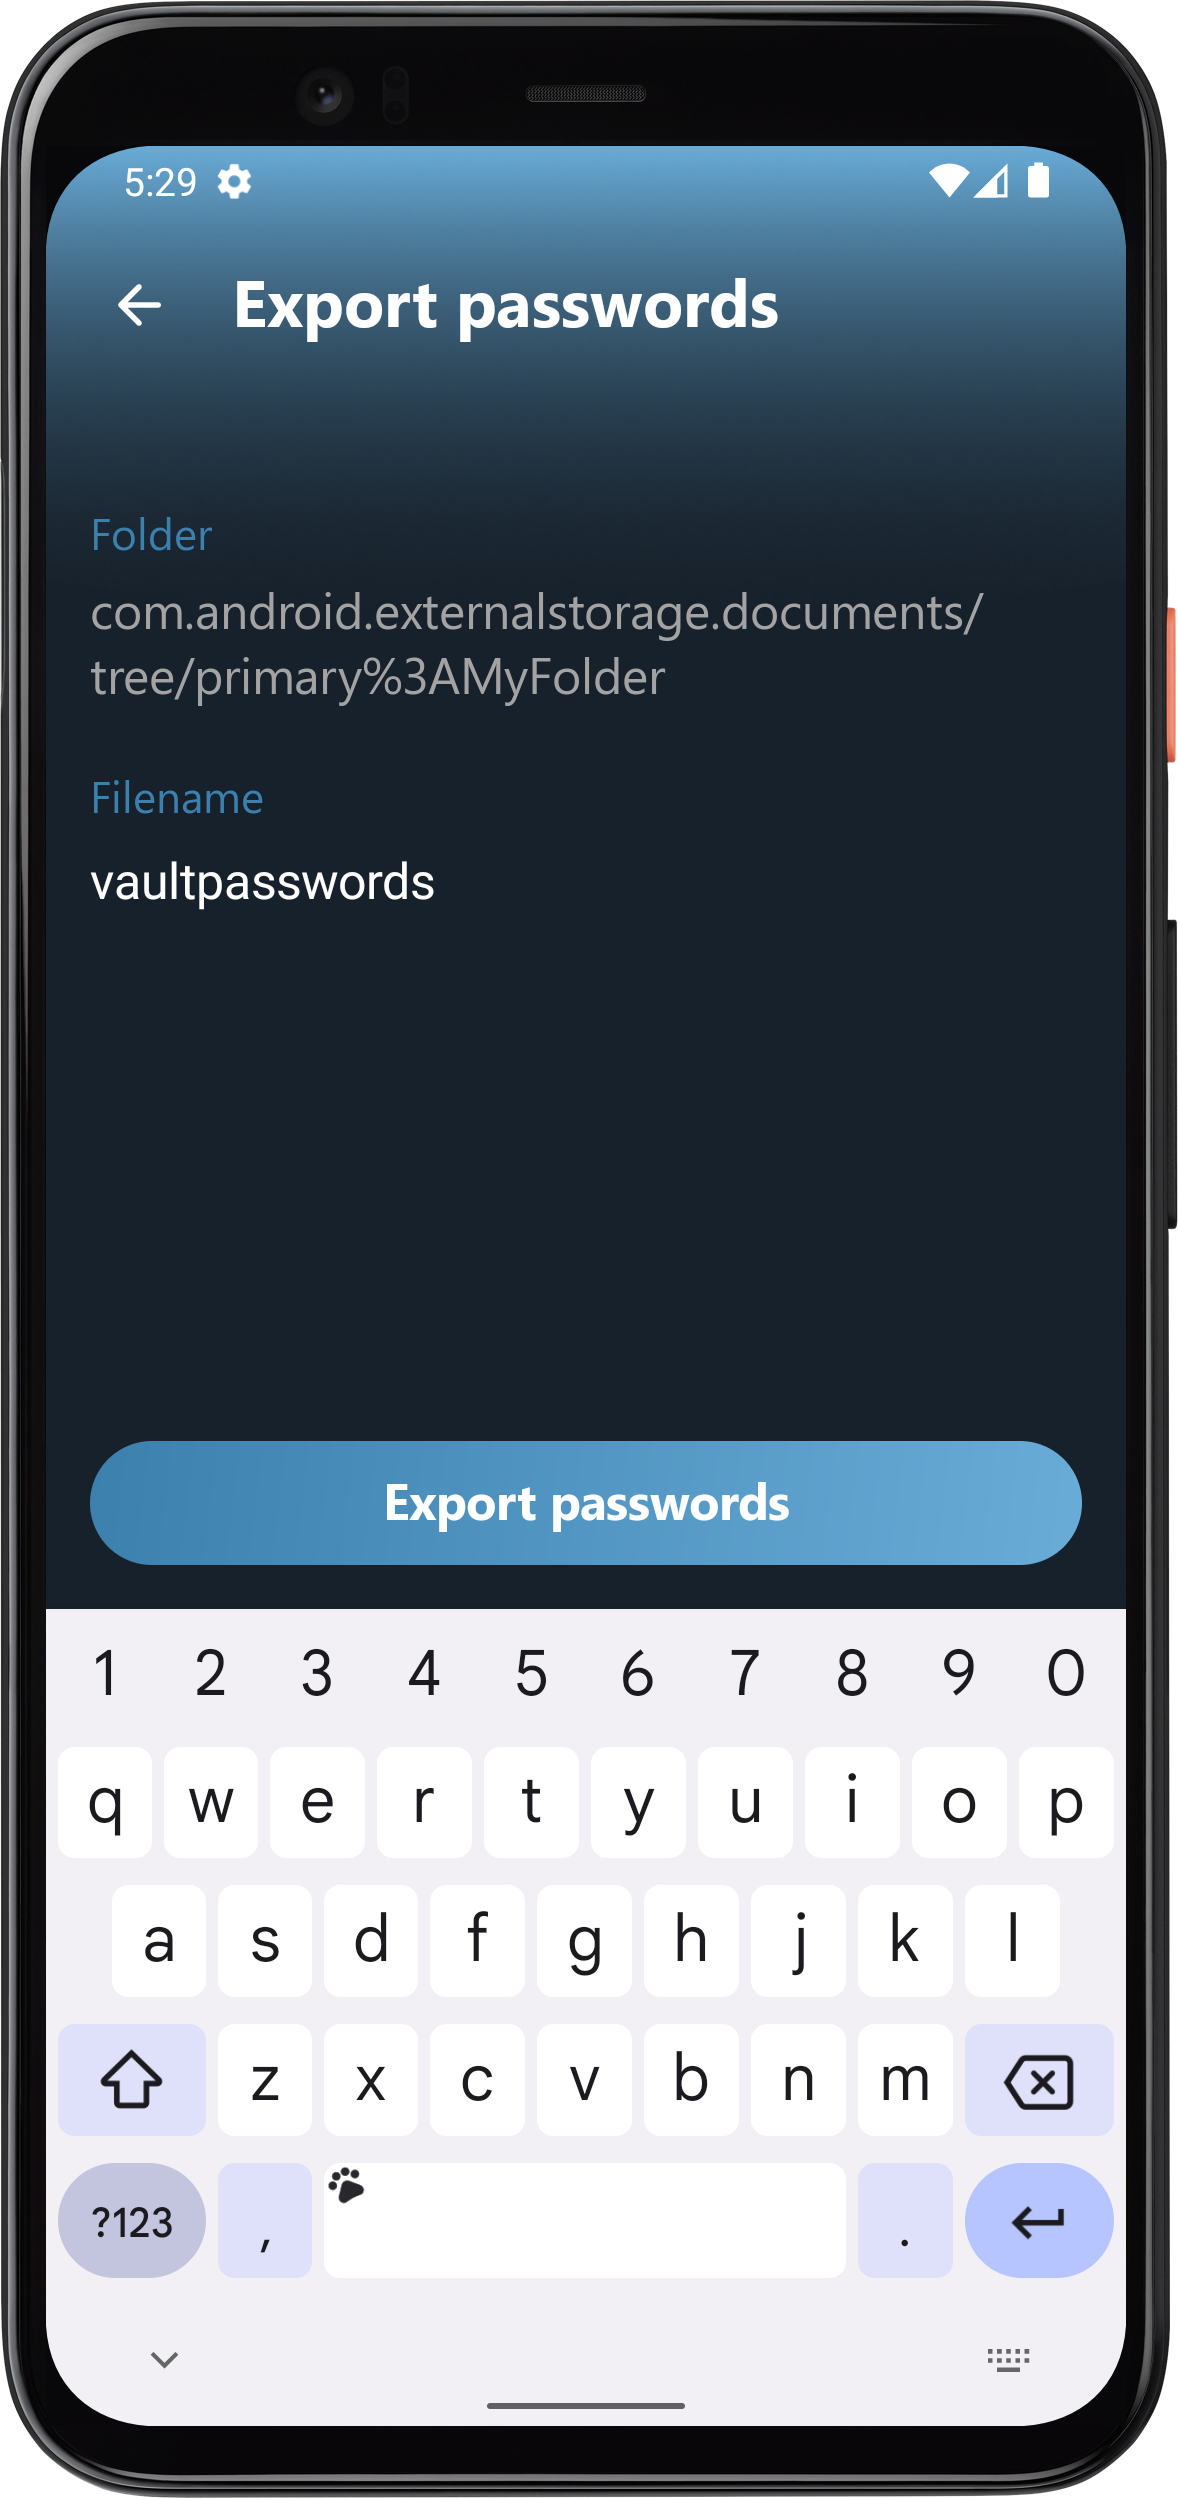 5:29
Export passwords
Folder
com.android.externalstorage.documents/
tree/primary%3AMyFolder
Filename
vaultpasswords
Export passwords
1 2 3 4 5 6 7 8 9 0
q w e r t y u i o p
a s d f g h j k l
z x c v b n m
?123 , .